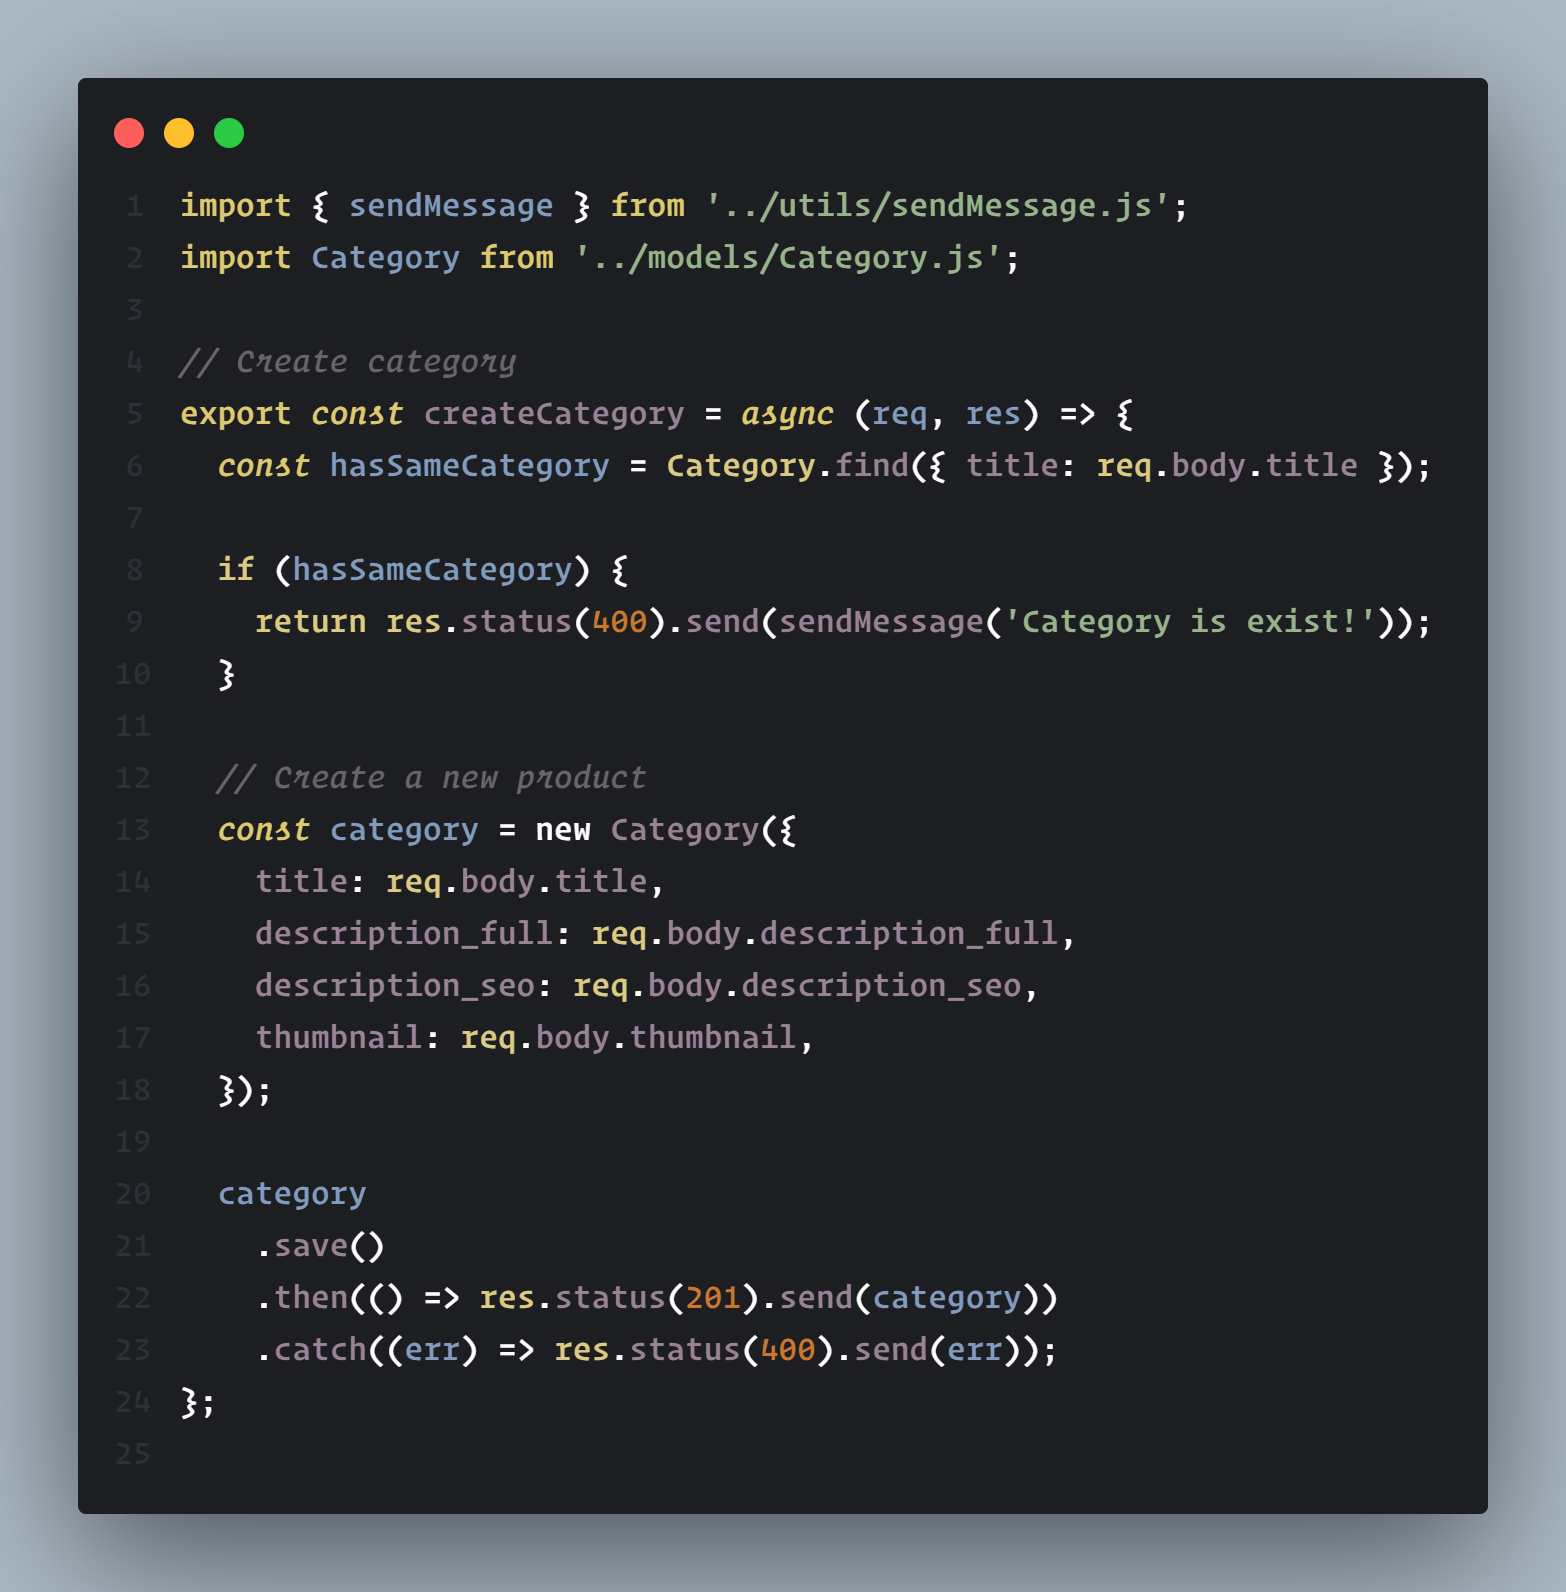 1 import { sendMessage } from '../utils/sendMessage.js';
2 import Category from '../models/Category.js';
3
4 // Create category
5 export const createCategory = async (req, res) => {
6   const hasSameCategory = Category.find({ title: req.body.title });
7
8   if (hasSameCategory) {
9     return res.status(400).send(sendMessage('Category is exist!'));
10   }
11
12   // Create a new product
13   const category = new Category({
14     title: req.body.title,
15     description_full: req.body.description_full,
16     description_seo: req.body.description_seo,
17     thumbnail: req.body.thumbnail,
18   });
19
20   category
21     .save()
22     .then(() => res.status(201).send(category))
23     .catch((err) => res.status(400).send(err));
24 };
25